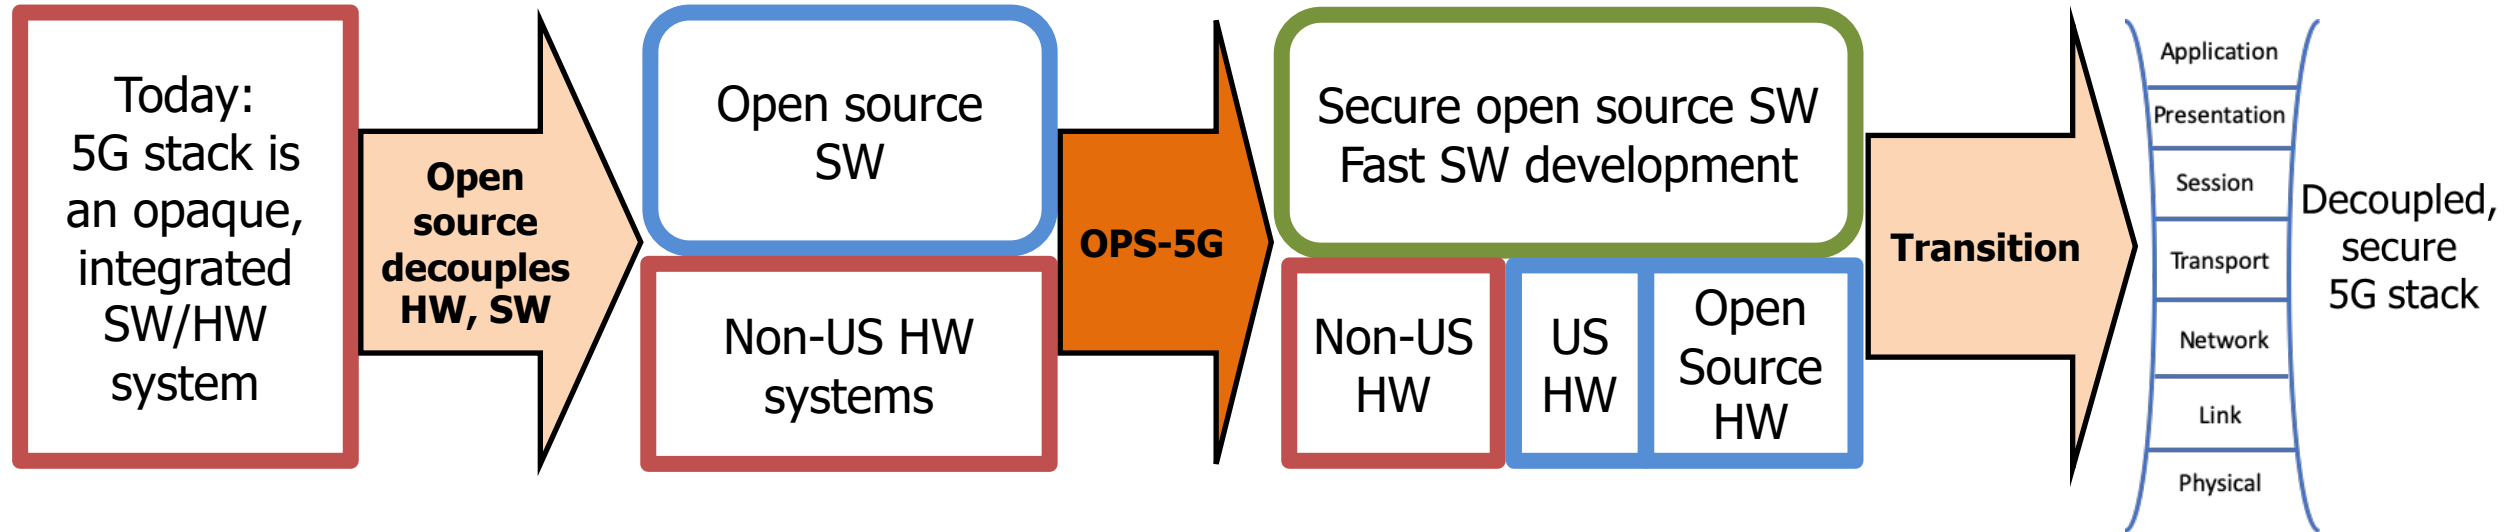 Today:
5G stack is
an opaque,
integrated
SW/HW
system
Open
source
decouples
HW, SW
Open source
SW
Non-US HW
systems
OPS-5G
Secure open source SW
Fast SW development
Non-US
HW
US
HW
Open
Source
HW
Transition
Application
Presentation
Session
Transport
Network
Link
Physical
Decoupled,
secure
5G stack